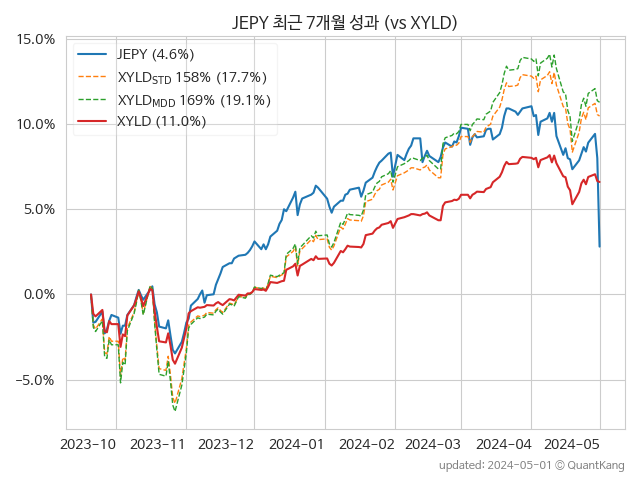 JEPY 최근 7개월 성과 (vs XYLD)
15.0%
10.0%
5.0%
0.0%
−5.0%
JEPY (4.6%)
XYLDSTD 158% (17.7%)
XYLDMDD 169% (19.1%)
XYLD (11.0%)
2023-10 2023-11 2023-12 2024-01 2024-02 2024-03 2024-04 2024-05
updated: 2024-05-01 © QuantKang